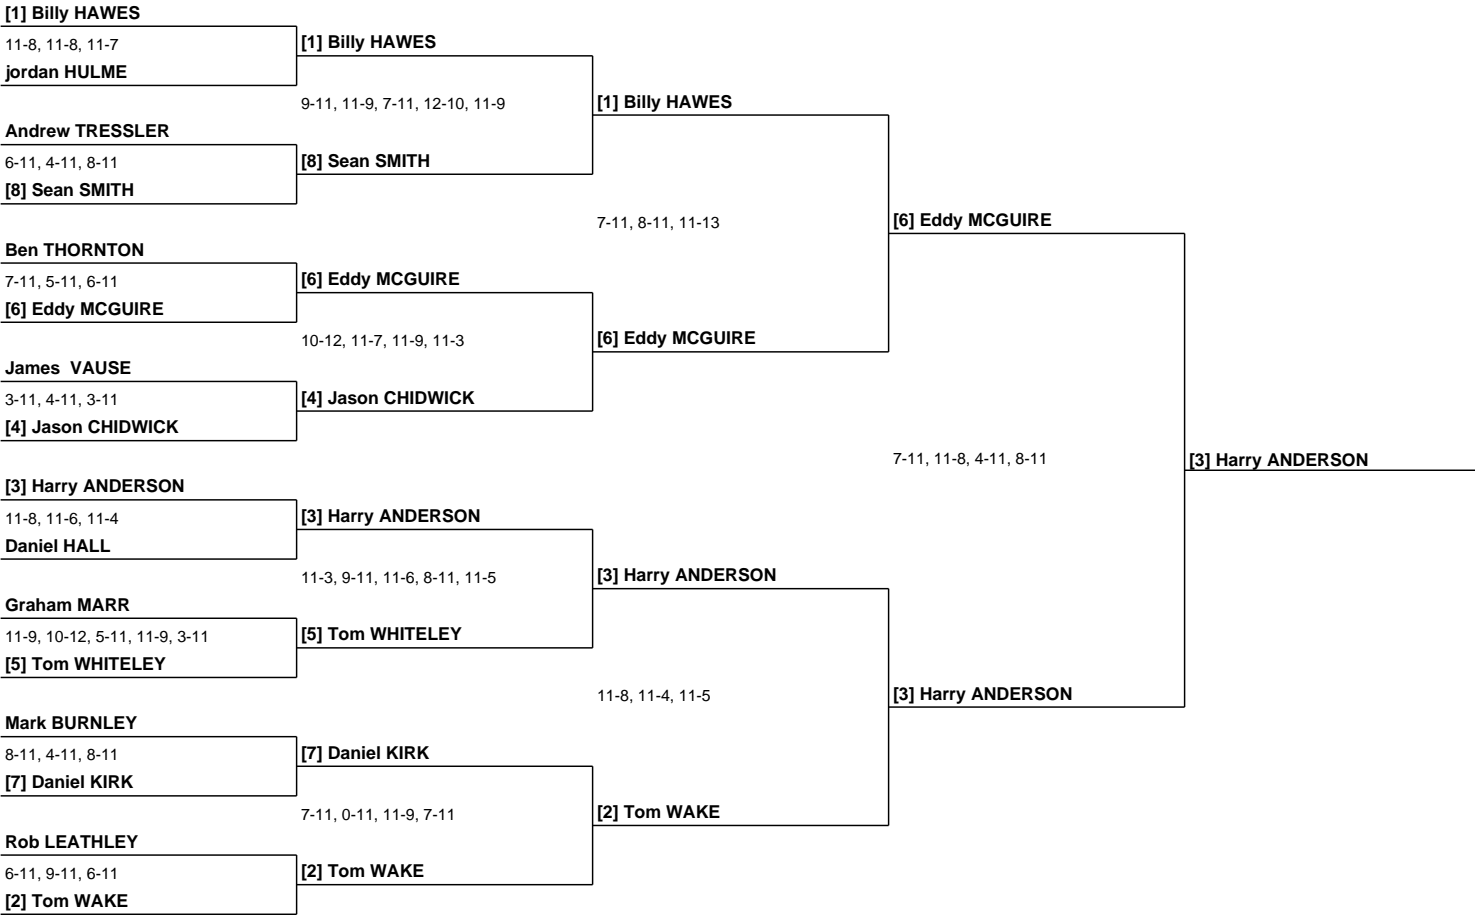 [1] Billy HAWES
11-8, 11-8, 11-7
jordan HULME
[1] Billy HAWES
9-11, 11-9, 7-11, 12-10, 11-9
Andrew TRESSLER
6-11, 4-11, 8-11
[8] Sean SMITH
[8] Sean SMITH
[1] Billy HAWES
7-11, 8-11, 11-13
Ben THORNTON
7-11, 5-11, 6-11
[6] Eddy MCGUIRE
[6] Eddy MCGUIRE
10-12, 11-7, 11-9, 11-3
James  VAUSE
3-11, 4-11, 3-11
[4] Jason CHIDWICK
[4] Jason CHIDWICK
[6] Eddy MCGUIRE
[6] Eddy MCGUIRE
7-11, 11-8, 4-11, 8-11
[3] Harry ANDERSON
[3] Harry ANDERSON
11-8, 11-6, 11-4
Daniel HALL
[3] Harry ANDERSON
11-3, 9-11, 11-6, 8-11, 11-5
Graham MARR
11-9, 10-12, 5-11, 11-9, 3-11
[5] Tom WHITELEY
[5] Tom WHITELEY
[3] Harry ANDERSON
11-8, 11-4, 11-5
[3] Harry ANDERSON
Mark BURNLEY
8-11, 4-11, 8-11
[7] Daniel KIRK
[7] Daniel KIRK
7-11, 0-11, 11-9, 7-11
Rob LEATHLEY
6-11, 9-11, 6-11
[2] Tom WAKE
[2] Tom WAKE
[2] Tom WAKE